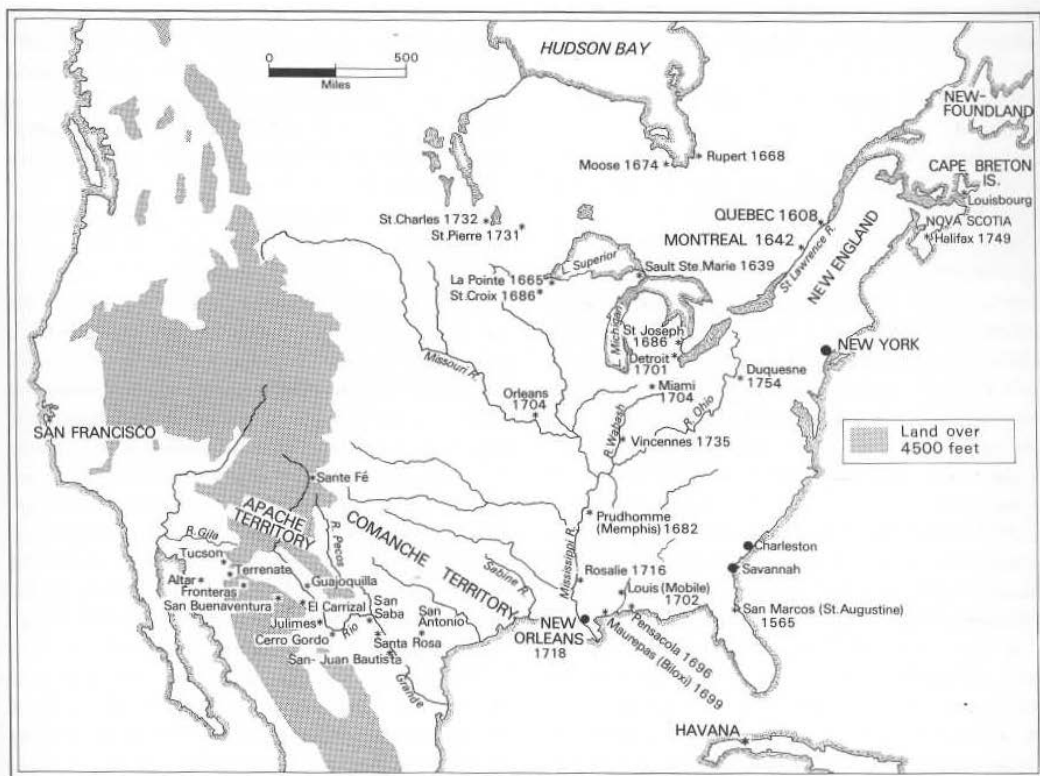 HUDSON BAY
0 500
Miles
NEW-
FOUNDLAND
CAPE BRETON
IS.
Louisbourg
NOVA SCOTIA
Halifax 1749
Moose 1674
Rupert 1668
QUEBEC 1608
MONTREAL 1642
St Lawrence R.
NEW ENGLAND
St.Charles 1732
St.Pierre 1731
L. Superior
La Pointe 1665
St.Croix 1686
Sault Ste.Marie 1639
L. Michigan
St Joseph
1686
Detroit
1701
NEW YORK
Missouri R.
Orleans
1704
Miami
1704
Duquesne
1754
R. Ohio
R. Wabash
Vincennes 1735
SAN FRANCISCO
Land over
4500 feet
Sante Fé
APACHE
TERRITORY
R. Pecos
COMANCHE TERRITORY
R.Gila
Prudhomme
(Memphis) 1682
Mississippi R.
Charleston
Savannah
Tucson
Terrenate
Altar
Fronteras
San Buenaventura
Guajoquilla
El Carrizal
Julimes
Cerro Gordo
San
Saba
San
Antonio
Rio
Grande
Santa Rosa
San- Juan Bautista
Sabine R.
Rosalie 1716
Louis (Mobile)
1702
San Marcos (St.Augustine)
1565
NEW
ORLEANS
1718
Pensacola 1696
Maurepas (Biloxi) 1699
HAVANA